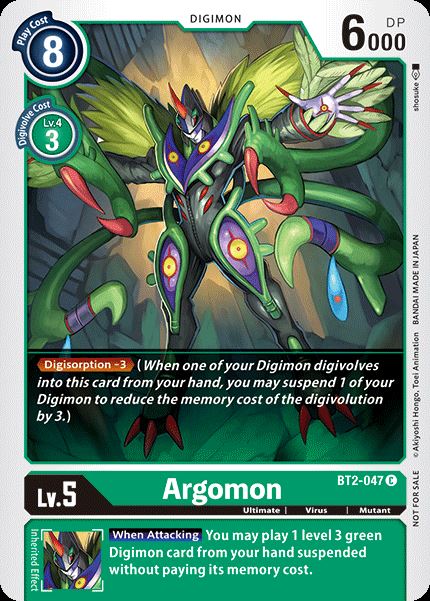 DIGIMON
Play Cost
8
DP
6000
Digivolve Cost
Lv.4
3
shosuke
© Akiyoshi Hongo, Toei Animation BANDAI MADE IN JAPAN
NOT FOR SALE
Digisorption -3 (When one of your Digimon digivolves
into this card from your hand, you may suspend 1 of your
Digimon to reduce the memory cost of the digivolution
by 3.)
BT2-047 C
Lv.5
Argomon
Ultimate | Virus | Mutant
Inherited Effect
When Attacking You may play 1 level 3 green
Digimon card from your hand suspended
without paying its memory cost.